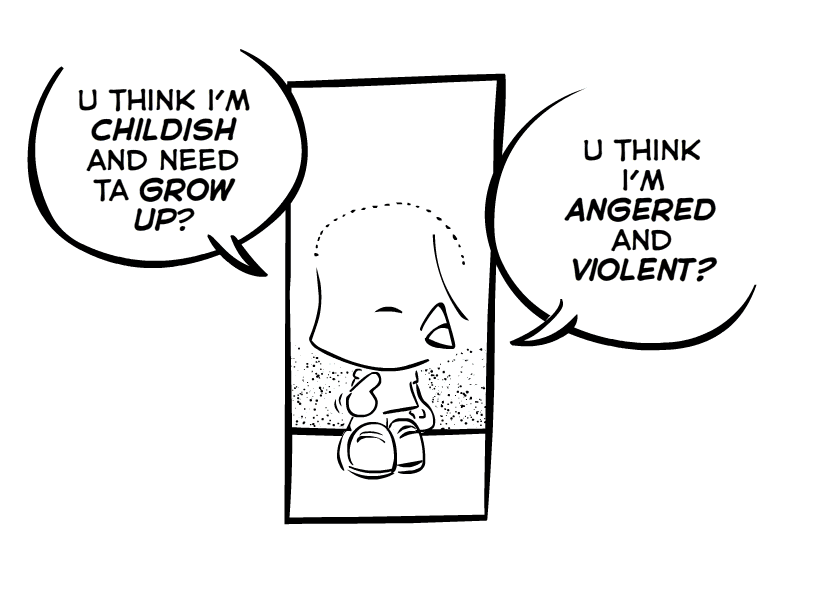 U THINK I'M
CHILDISH
AND NEED
TA GROW
UP?
U THINK
I'M
ANGERED
AND
VIOLENT?